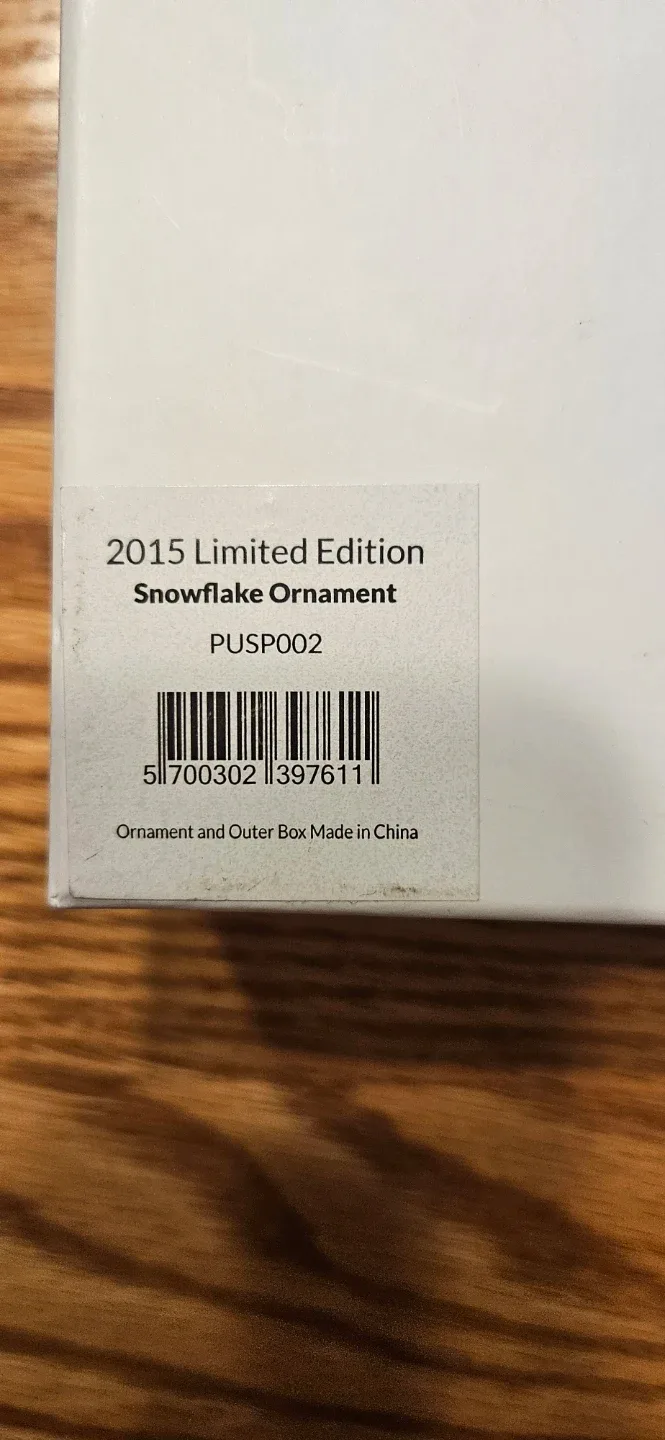 2015 Limited Edition
Snowflake Ornament
PUSP002
5 700302 397611
Ornament and Outer Box Made in China